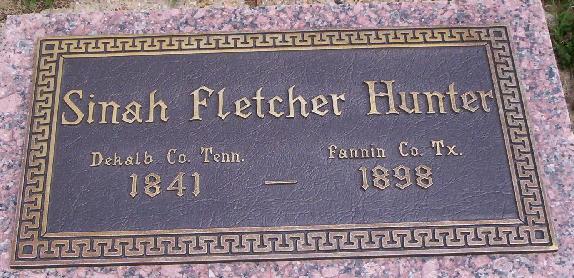 Sinah Fletcher Hunter
Dekalb Co. Tenn. Fannin Co. Tx.
1841 — 1898